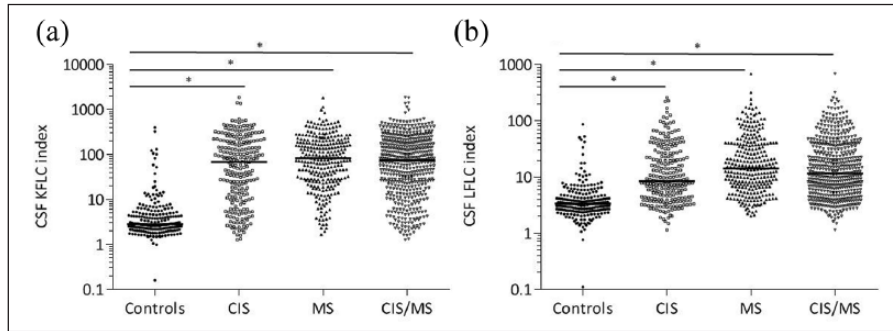 (a)
*
*
*
CSF KFLC index
10000
1000
100
10
1
0.1
Controls CIS MS CIS/MS
(b)
*
*
*
CSF LFLC index
1000
100
10
1
0.1
Controls CIS MS CIS/MS